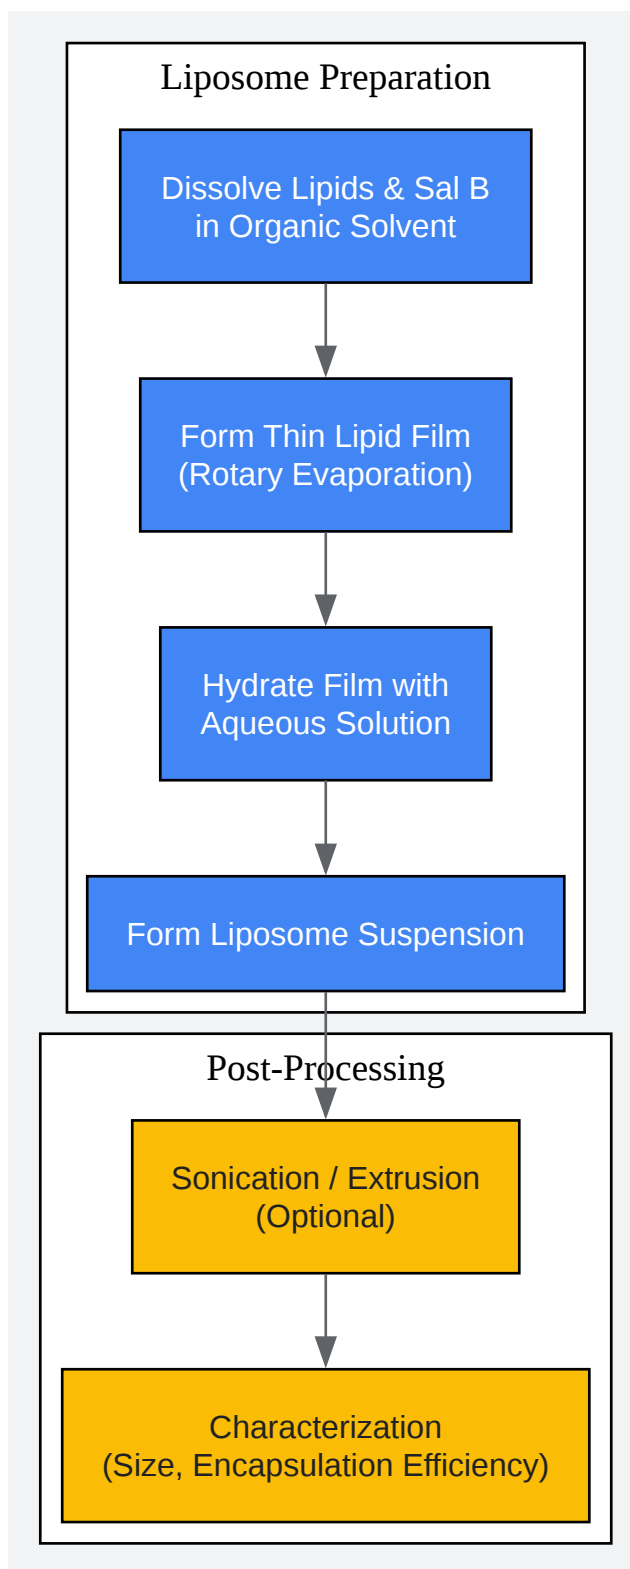 Liposome Preparation
Dissolve Lipids & Sal B
in Organic Solvent
Form Thin Lipid Film
(Rotary Evaporation)
Hydrate Film with
Aqueous Solution
Form Liposome Suspension
Post-Processing
Sonication / Extrusion
(Optional)
Characterization
(Size, Encapsulation Efficiency)